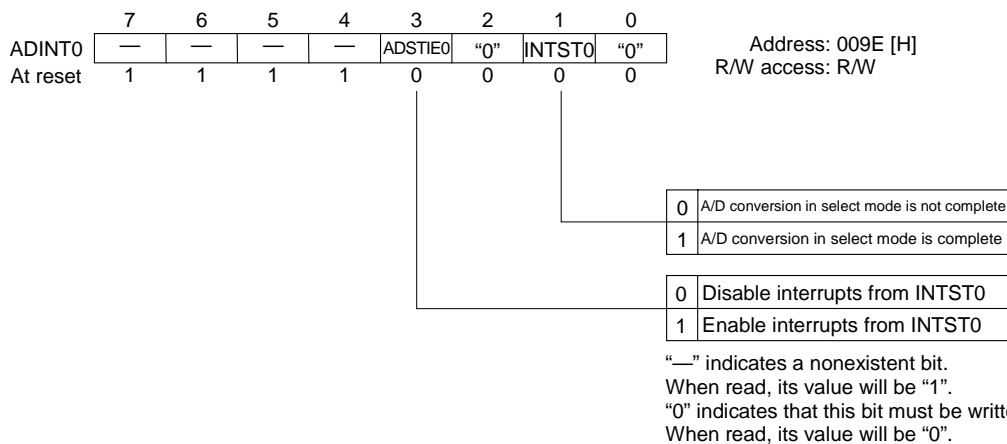 7 6 5 4 3 2 1 0
ADINT0 — — — — ADSTIE0 “0” INTST0 “0”
At reset 1 1 1 1 0 0 0 0
Address: 009E [H]
R/W access: R/W
0 A/D conversion in select mode is not complete
1 A/D conversion in select mode is complete
0 Disable interrupts from INTST0
1 Enable interrupts from INTST0
“—” indicates a nonexistent bit.
When read, its value will be “1”.
“0” indicates that this bit must be
When read, its value will be “0”.